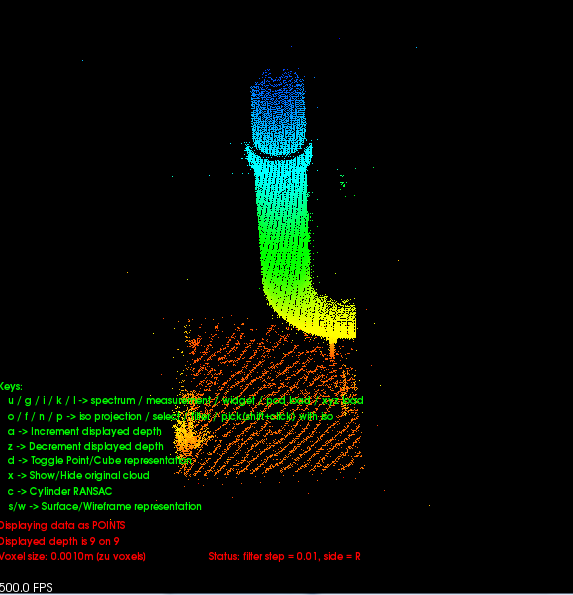 Keys:
u / g / i / k / l -> spectrum / measurement / widget / pcd load / xyz load
o / f / n / p -> iso projection / select / filter / pick(shift+click) with iso
a -> Increment displayed depth
z -> Decrement displayed depth
d -> Toggle Point/Cube representation
x -> Show/Hide original cloud
c -> Cylinder RANSAC
s/w -> Surface/Wireframe representation
Displaying data as POINTS
Displayed depth is 9 on 9
Voxel size: 0.0010m (zu voxels) Status: filter step = 0.01, side = R
500.0 FPS